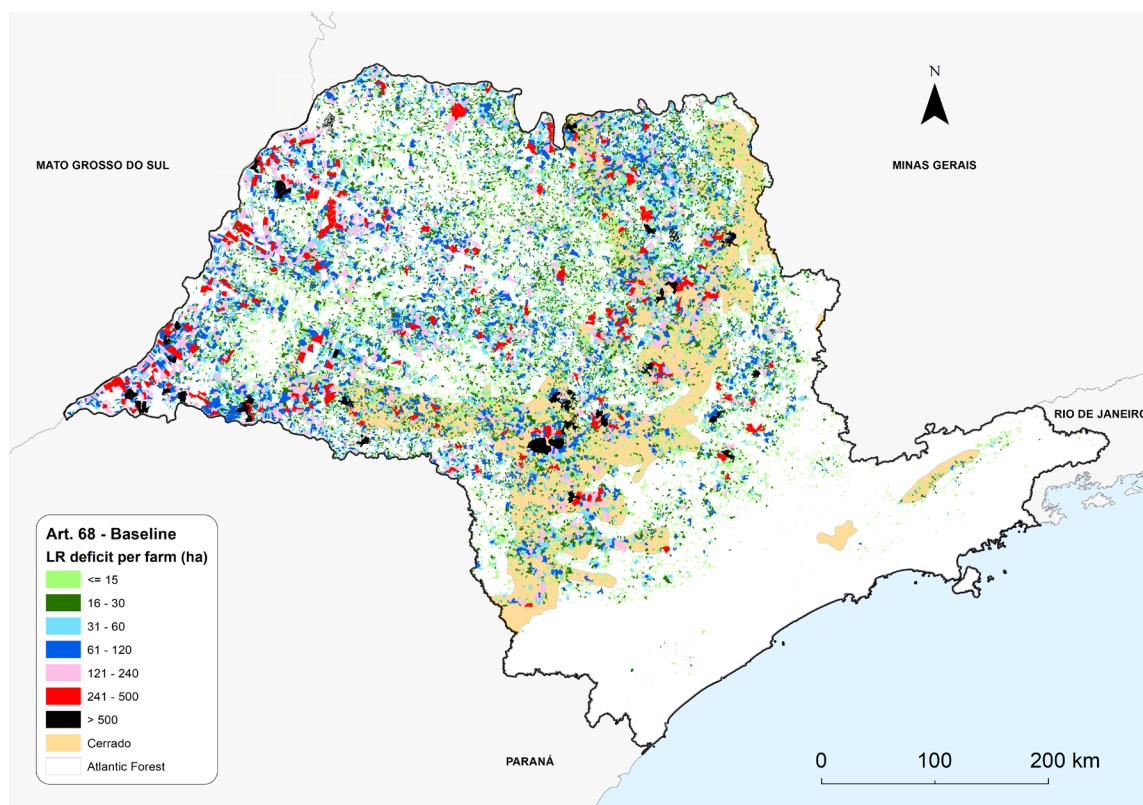 N
MATO GROSSO DO SUL
MINAS GERAIS
RIO DE JANEIRO
Art. 68 - Baseline
LR deficit per farm (ha)
<= 15
16 - 30
31 - 60
61 - 120
121 - 240
241 - 500
> 500
Cerrado
Atlantic Forest
PARANÁ
0 100 200 km